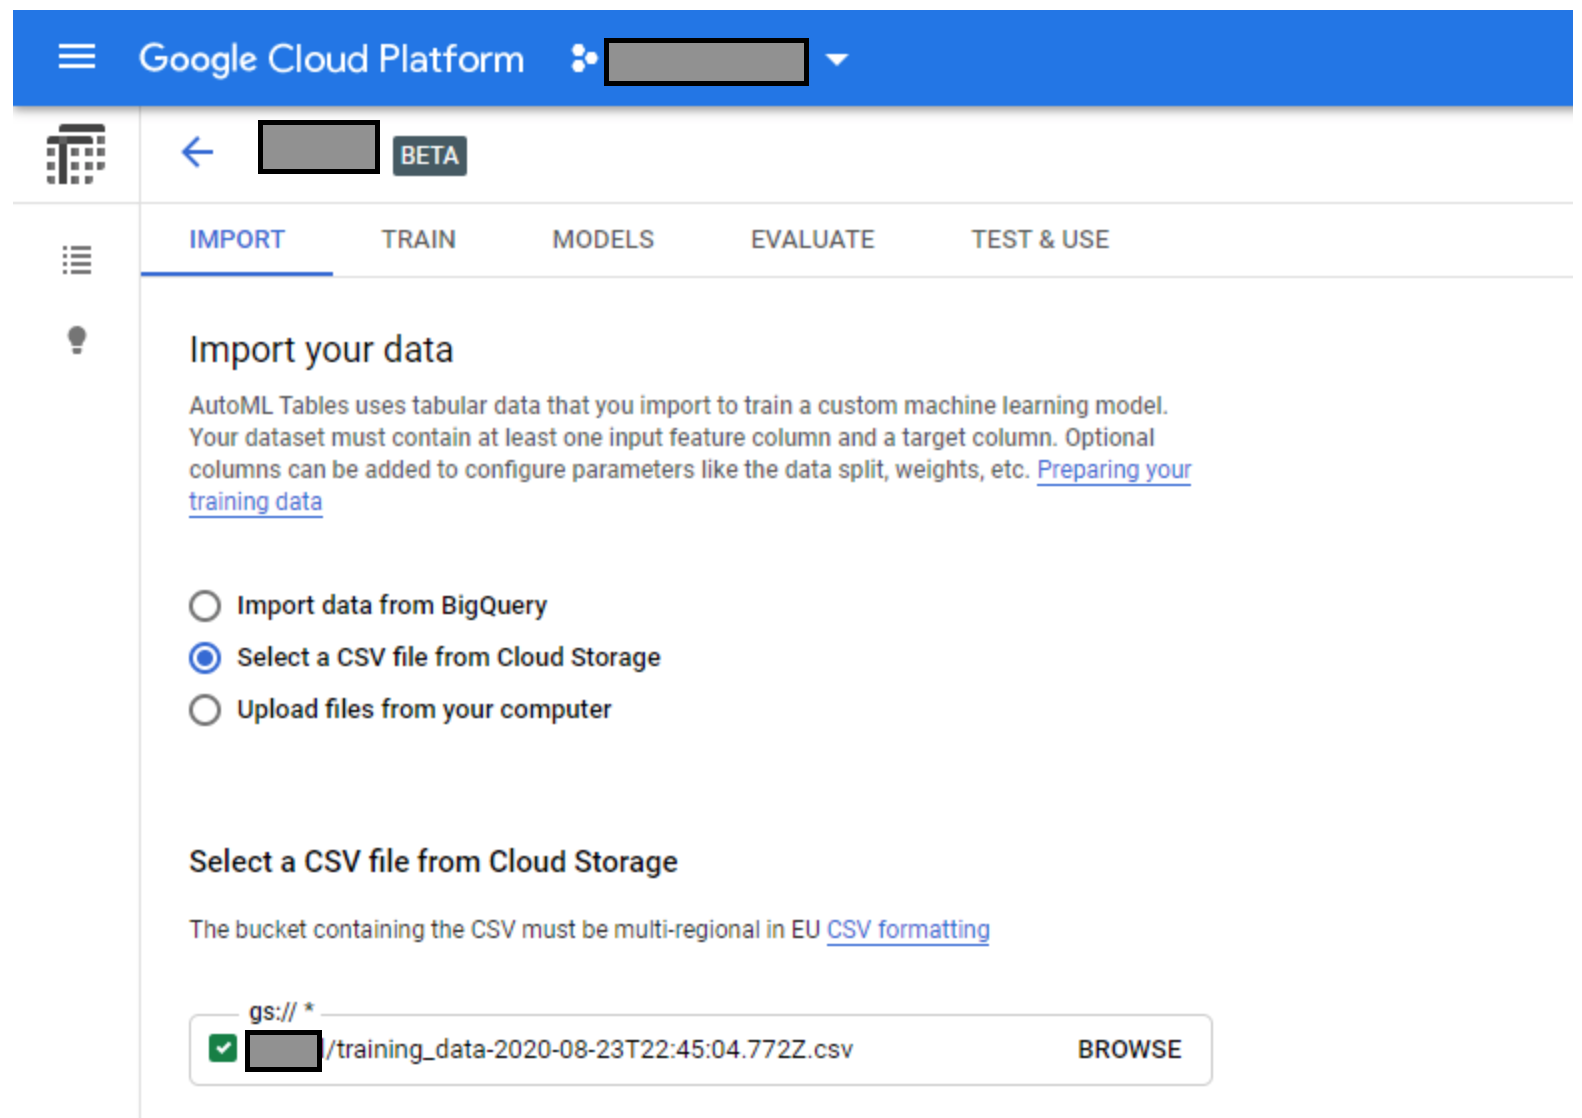 Google Cloud Platform
BETA
IMPORT TRAIN MODELS EVALUATE TEST & USE
Import your data
AutoML Tables uses tabular data that you import to train a custom machine learning model.
Your dataset must contain at least one input feature column and a target column. Optional
columns can be added to configure parameters like the data split, weights, etc. Preparing your
training data
Import data from BigQuery
Select a CSV file from Cloud Storage
Upload files from your computer
Select a CSV file from Cloud Storage
The bucket containing the CSV must be multi-regional in EU CSV formatting
gs:// *
/training_data-2020-08-23T22:45:04.772Z.csv BROWSE